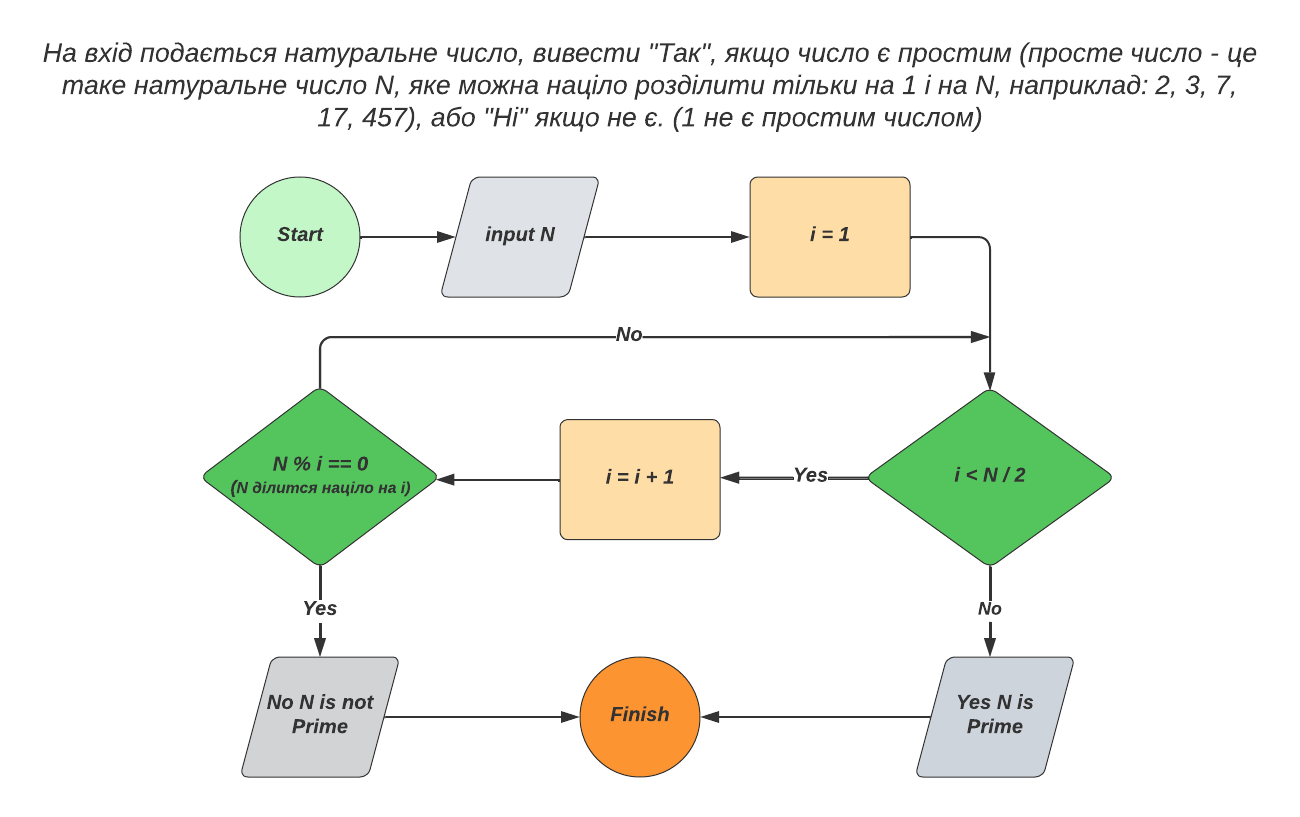 На вхід подається натуральне число, вивести "Так", якщо число є простим (просте число - це
таке натуральне число N, яке можна націло розділити тільки на 1 і на N, наприклад: 2, 3, 7,
17, 457), або "Ні" якщо не є. (1 не є простим числом)
Start
input N
i = 1
No
N % i == 0
(N ділится націло на i)
i = i + 1
Yes
i < N / 2
Yes
No
No N is not
Prime
Finish
Yes N is
Prime